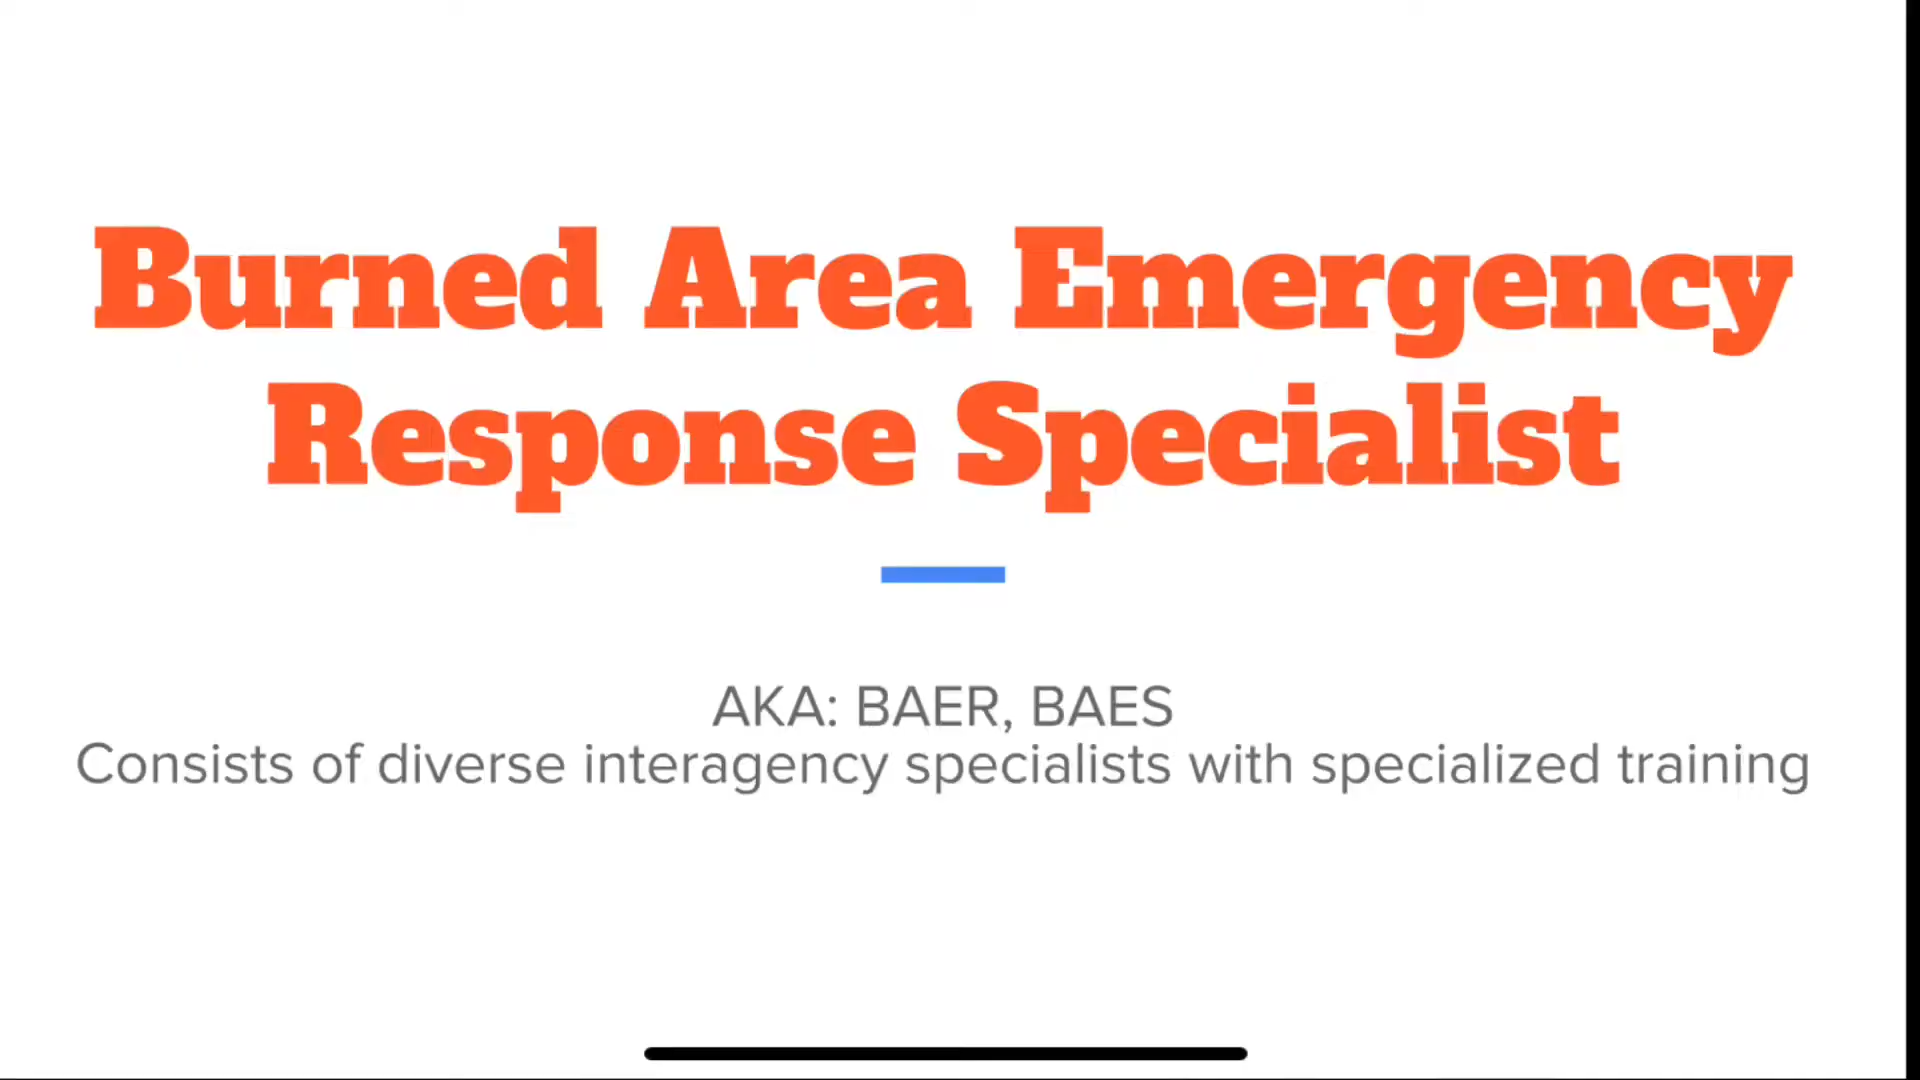 Burned Area Emergency
Response Specialist
AKA: BAER, BAES
Consists of diverse interagency specialists with specialized training